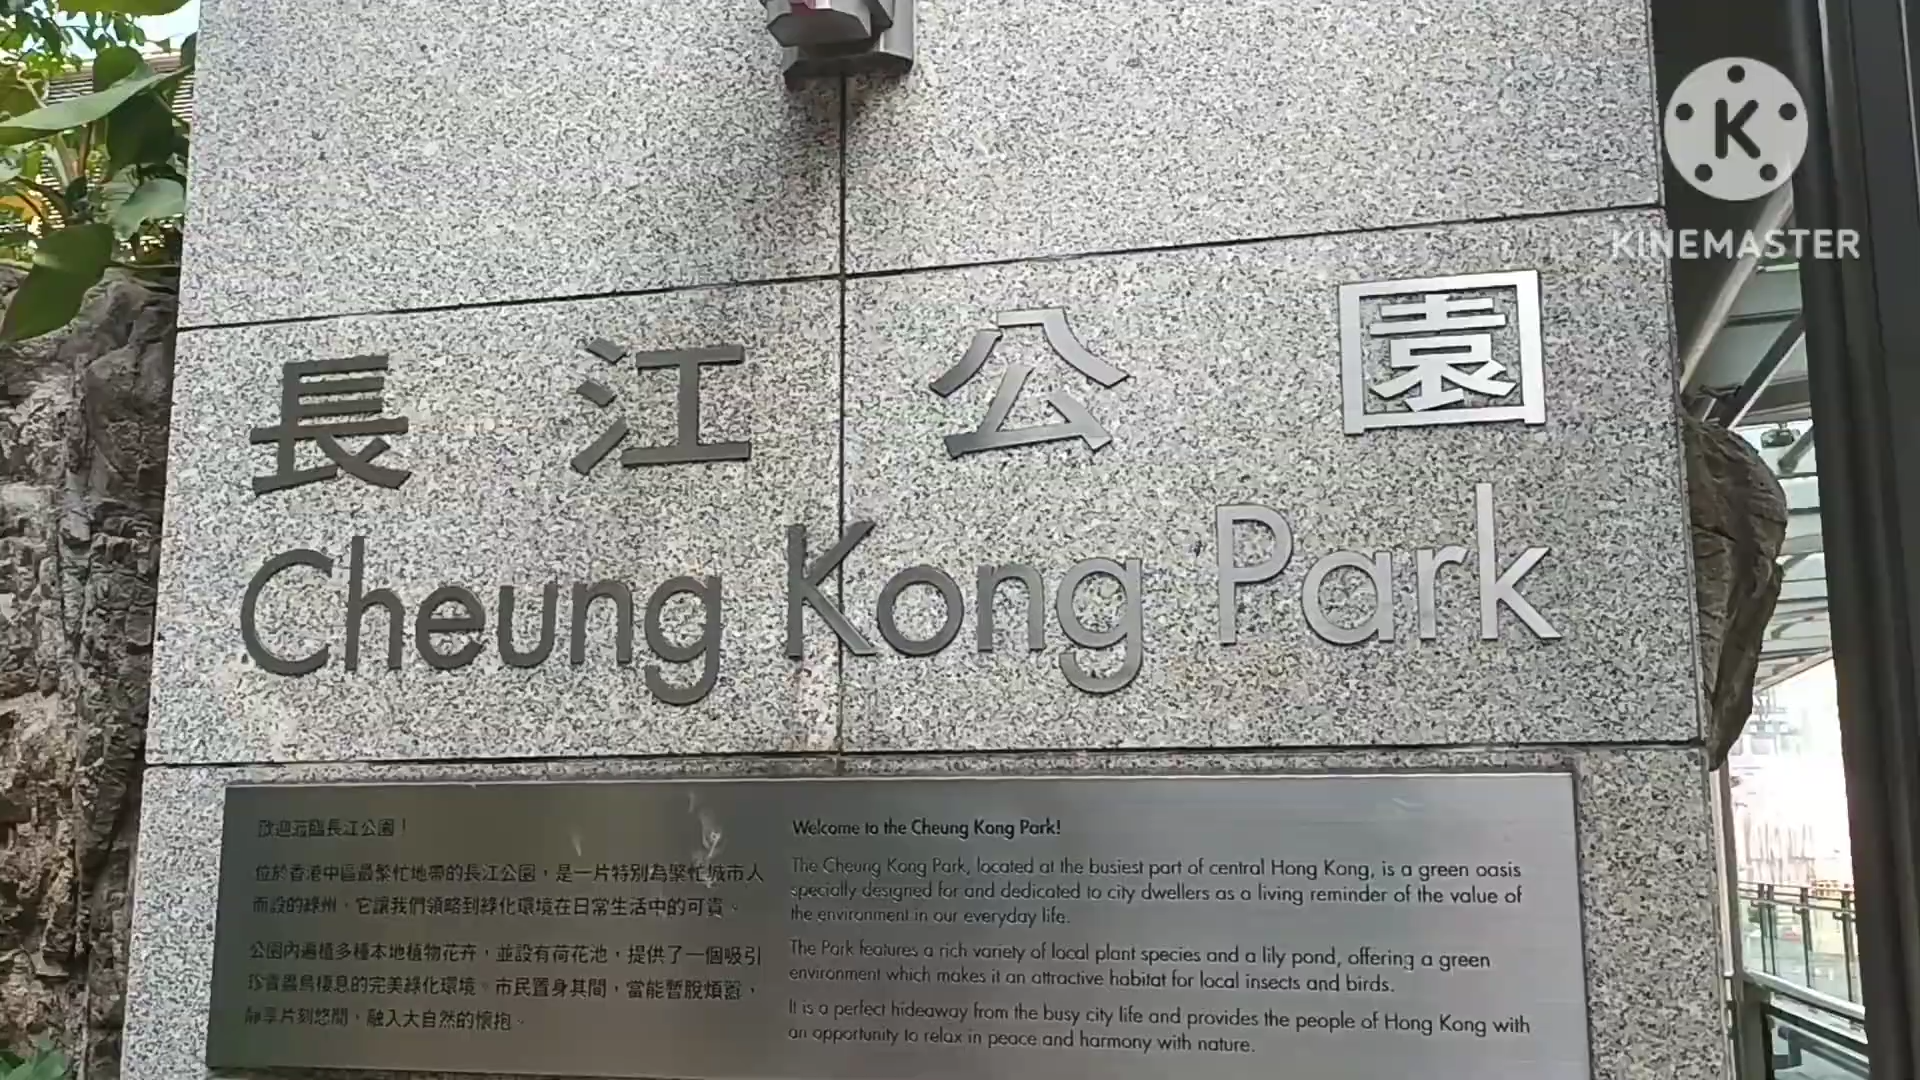 K
KINEMASTER
長江公園
Cheung Kong Park
歡迎蒞臨長江公園！
位於香港中區最繁忙地帶的長江公園，是一片特別為繁忙城市人
而設的綠州，它讓我們領略到綠化環境在日常生活中的可貴。
公園內遍植多種本地植物花卉，並設有荷花池，提供了一個吸引
珍貴蟲鳥棲息的完美綠化環境。市民置身其間，當能暫脫煩囂，
靜享片刻悠閒，融入大自然的懷抱。
Welcome to the Cheung Kong Park!
The Cheung Kong Park, located at the busiest part of central Hong Kong, is a green oasis
specially designed for and dedicated to city dwellers as a living reminder of the value of
the environment in our everyday life.
The Park features a rich variety of local plant species and a lily pond, offering a green
environment which makes it an attractive habitat for local insects and birds.
It is a perfect hideaway from the busy city life and provides the people of Hong Kong with
an opportunity to relax in peace and harmony with nature.